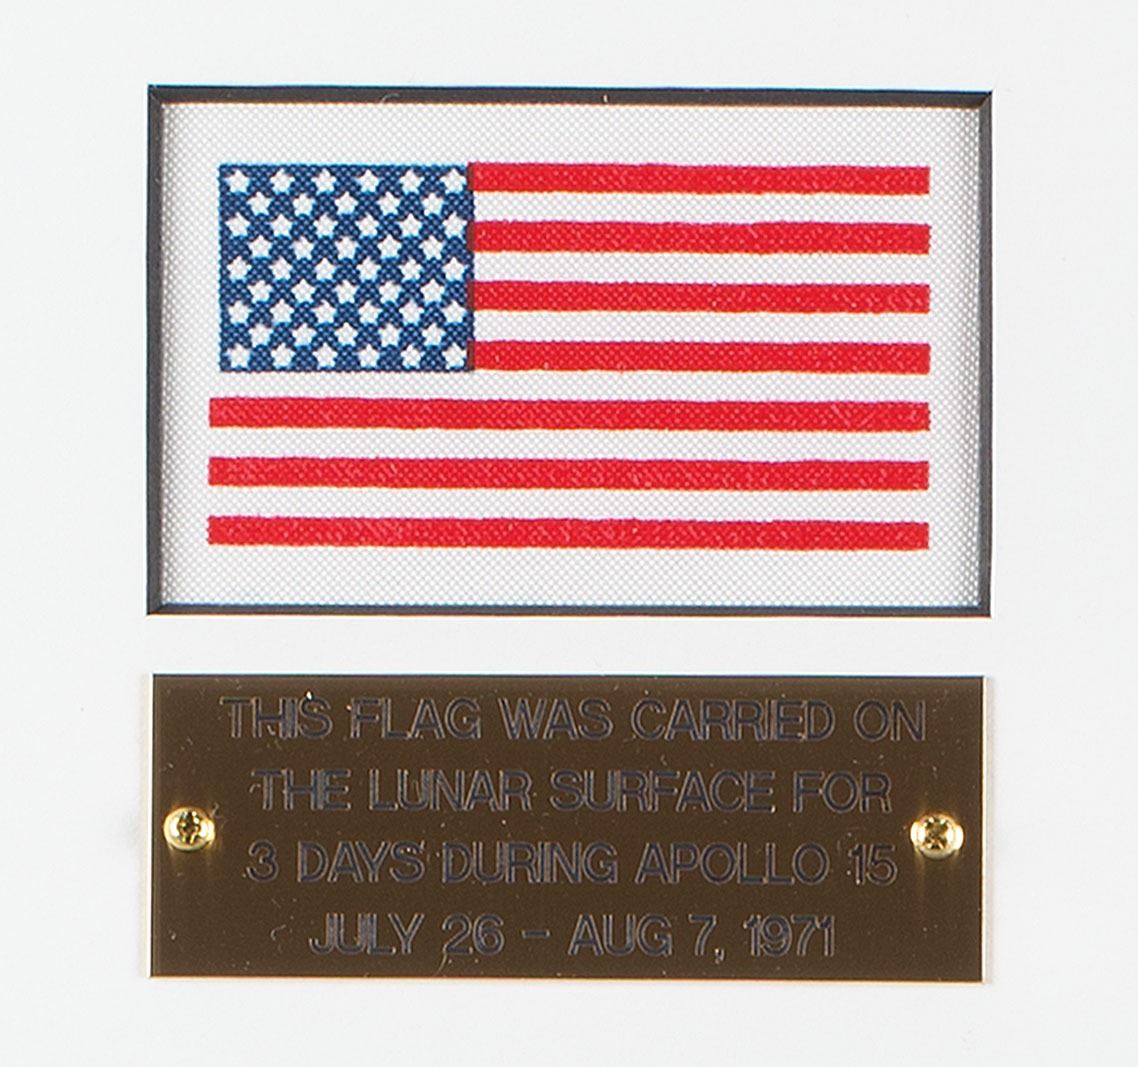 THIS FLAG WAS CARRIED ON
THE LUNAR SURFACE FOR
3 DAYS DURING APOLLO 15
JULY 26 - AUG 7, 1971